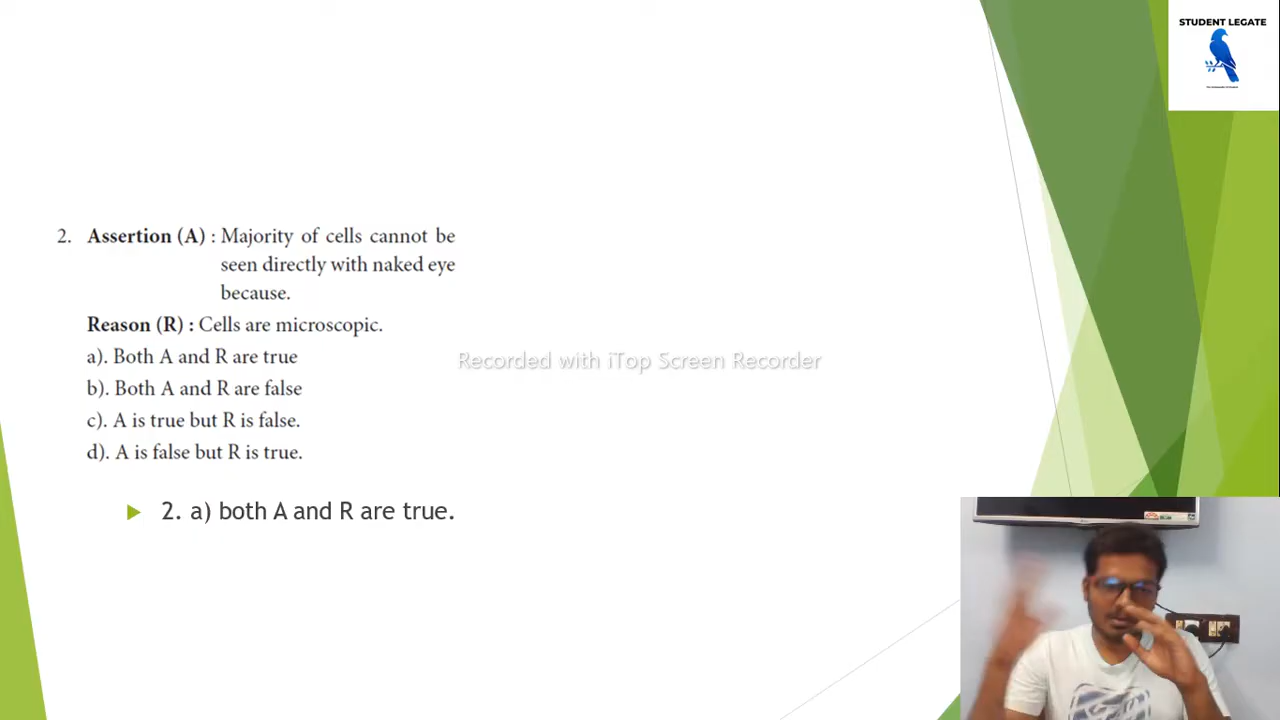 STUDENT LEGATE
2. Assertion (A) : Majority of cells cannot be
seen directly with naked eye
because.
Reason (R) : Cells are microscopic.
a). Both A and R are true
b). Both A and R are false
c). A is true but R is false.
d). A is false but R is true.
Recorded with iTop Screen Recorder
2. a) both A and R are true.